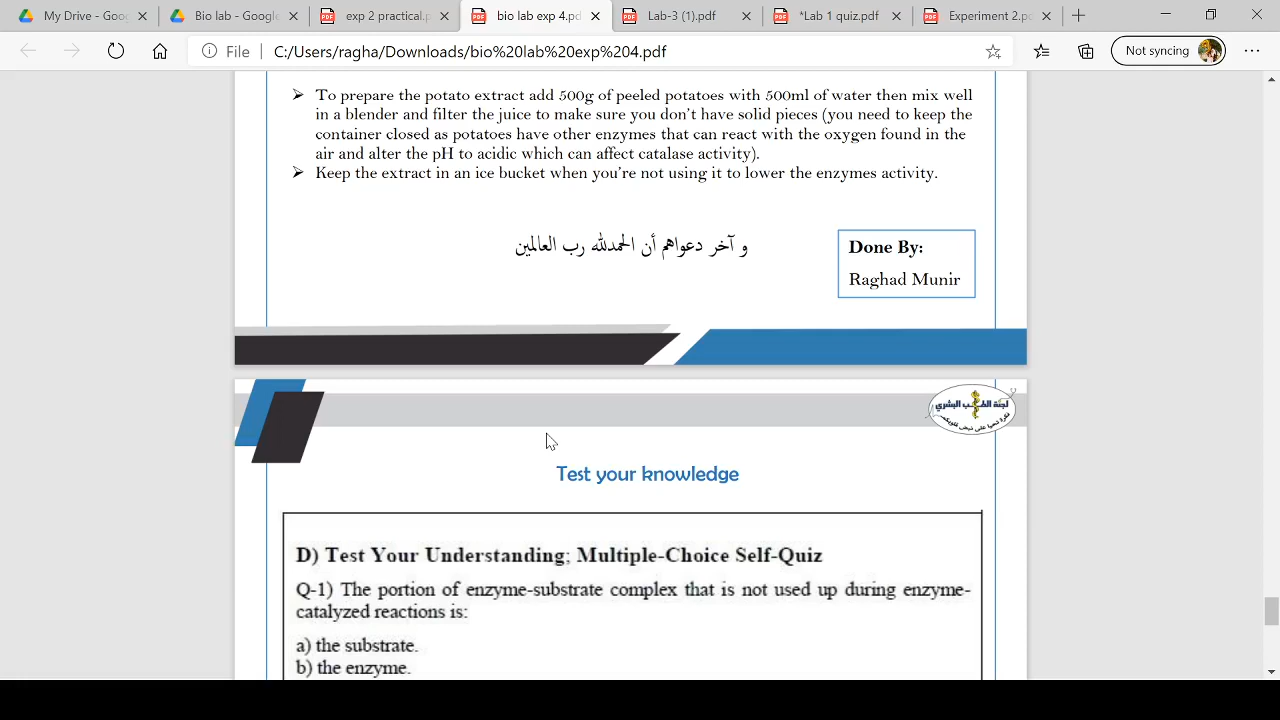 My Drive - Goo
Bio lab - Google
exp 2 practical.p
bio lab exp 4.pd
Lab-3 (1).pdf
*Lab 1 quiz.pdf
Experiment 2.pd
File
C:/Users/ragha/Downloads/bio%20lab%20exp%204.pdf
Not syncing
➢ To prepare the potato extract add 500g of peeled potatoes with 500ml of water then mix well
in a blender and filter the juice to make sure you don't have solid pieces (you need to keep the
container closed as potatoes have other enzymes that can react with the oxygen found in the
air and alter the pH to acidic which can affect catalase activity).
➢ Keep the extract in an ice bucket when you're not using it to lower the enzymes activity.
و آخر دعواهم أن الحمدلله رب العالمين
Done By:
Raghad Munir
لجنة الطب البشري
Test your knowledge
D) Test Your Understanding; Multiple-Choice Self-Quiz
Q-1) The portion of enzyme-substrate complex that is not used up during enzyme-
catalyzed reactions is:
a) the substrate.
b) the enzyme.